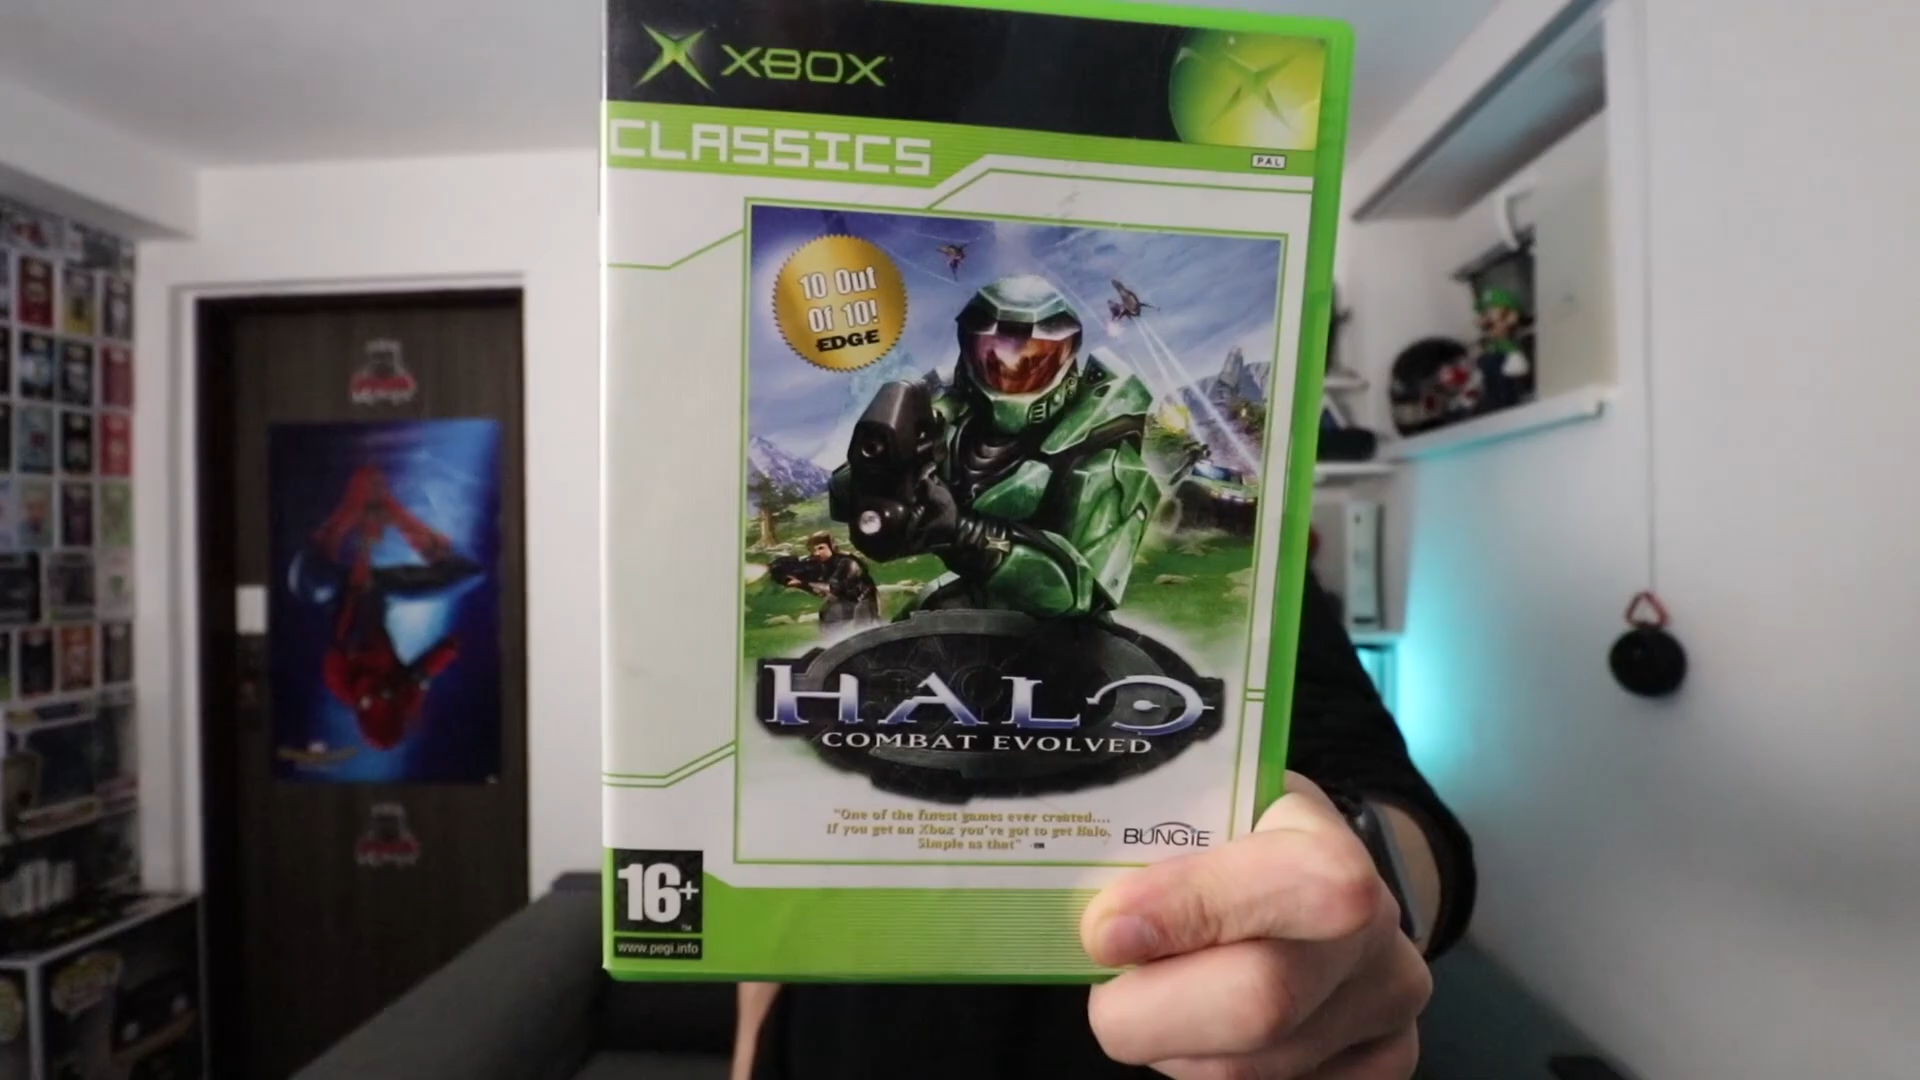 XBOX
CLASSICS
PAL
10 Out
Of 10!
EDGE
HALO
COMBAT EVOLVED
"One of the finest games ever created....
If you get an Xbox you've got to get Halo.
Simple as that"
BUNGIE
16+
www.pegi.info